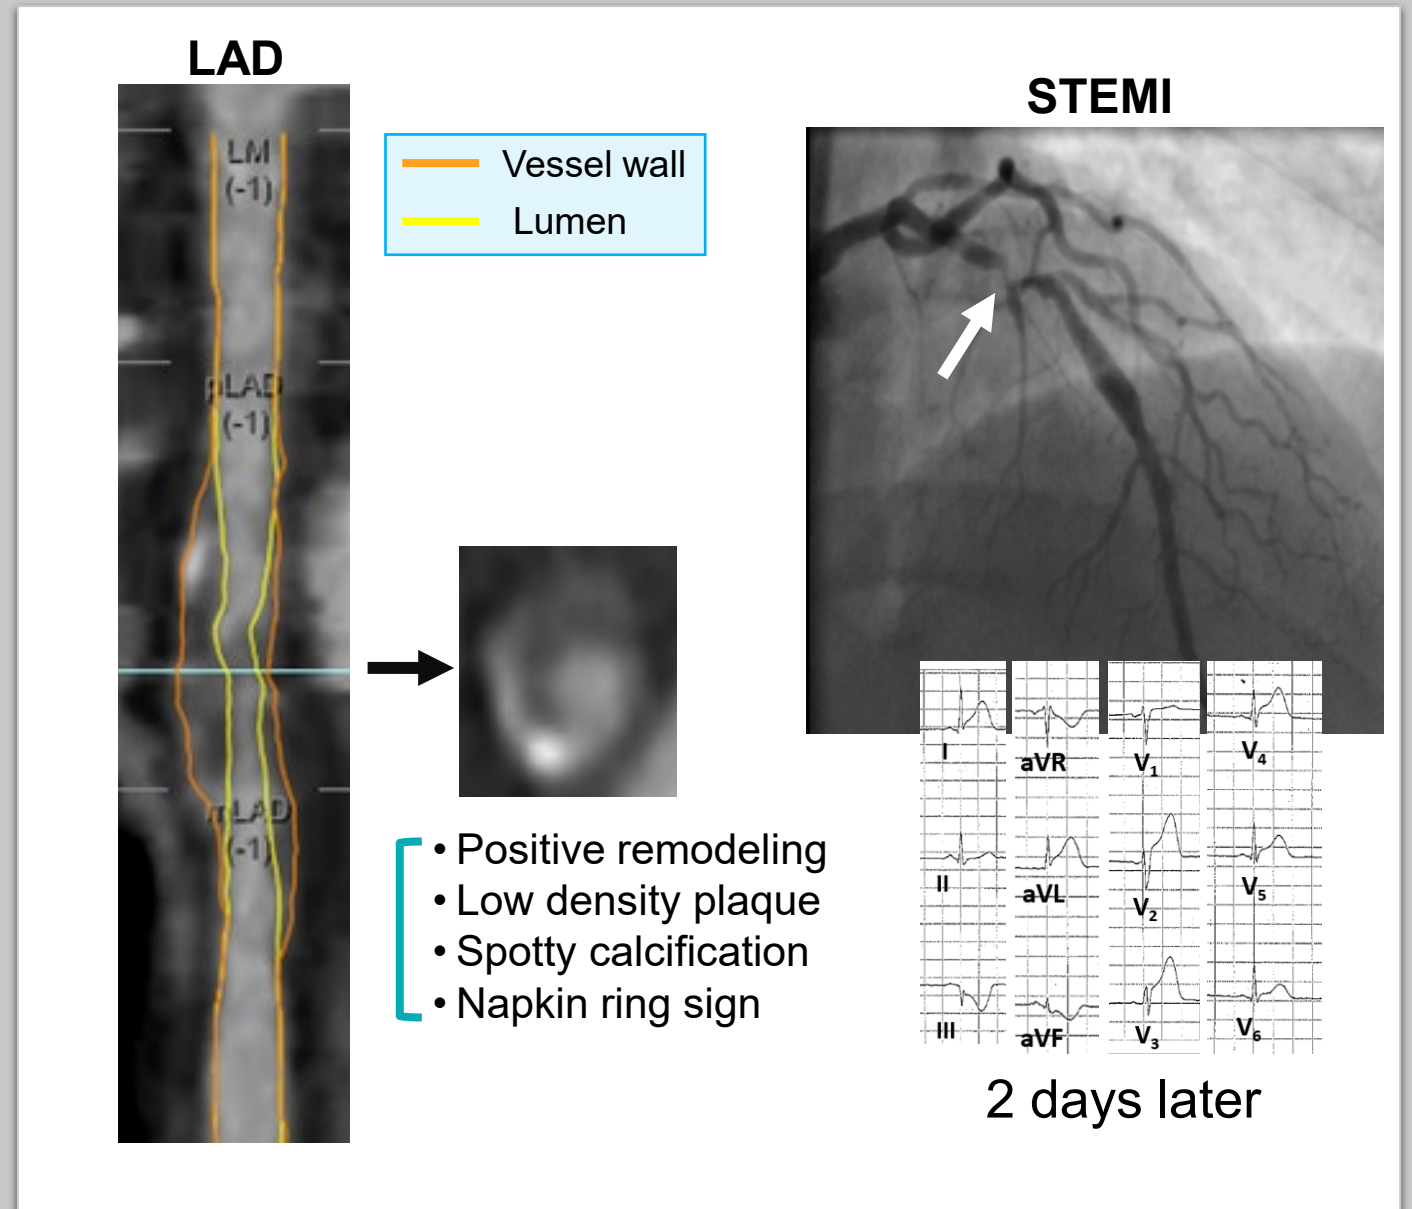 LAD
LM
(-1)
pLAD
(-1)
mLAD
(-1)
Vessel wall
Lumen
• Positive remodeling
• Low density plaque
• Spotty calcification
• Napkin ring sign
STEMI
I
aVR
V1
V4
II
aVL
V2
V5
III
aVF
V3
V6
2 days later